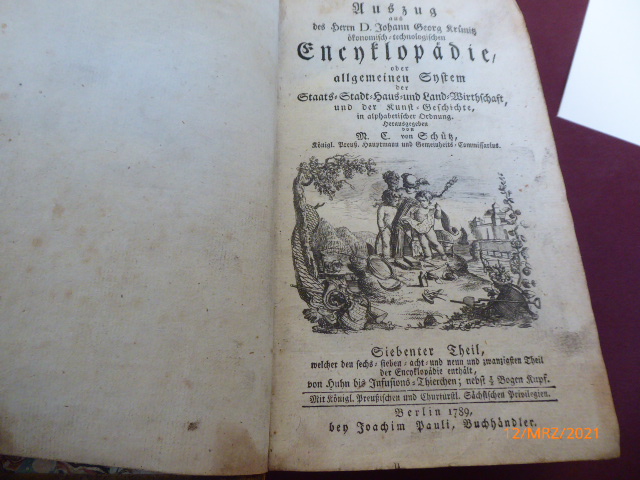 Auszug
aus
des Herrn D. Johann Georg Krünitz
ökonomisch-technologischen
Encyklopädie,
oder
allgemeinen System
der
Staats-Stadt-Haus-und Land-Wirthschaft,
und der Kunst-Geschichte,
in alphabetischer Ordnung.
Herausgegeben
von
M. C. von Schütz,
Königl. Preuß. Hauptmann und Gemeinheits-Commissarius.
Siebenter Theil,
welcher den sechs-sieben-acht-und neun und zwanzigsten Theil
der Encyklopädie enthält,
von Huhn bis Infusions-Thierchen; nebst Bogen Kupf.
Mit Königl. Preußischen und Churfürstl. Sächsischen Privilegien.
Berlin 1789,
bey Joachim Pauli, Buchhändler.
12/MRZ/2021